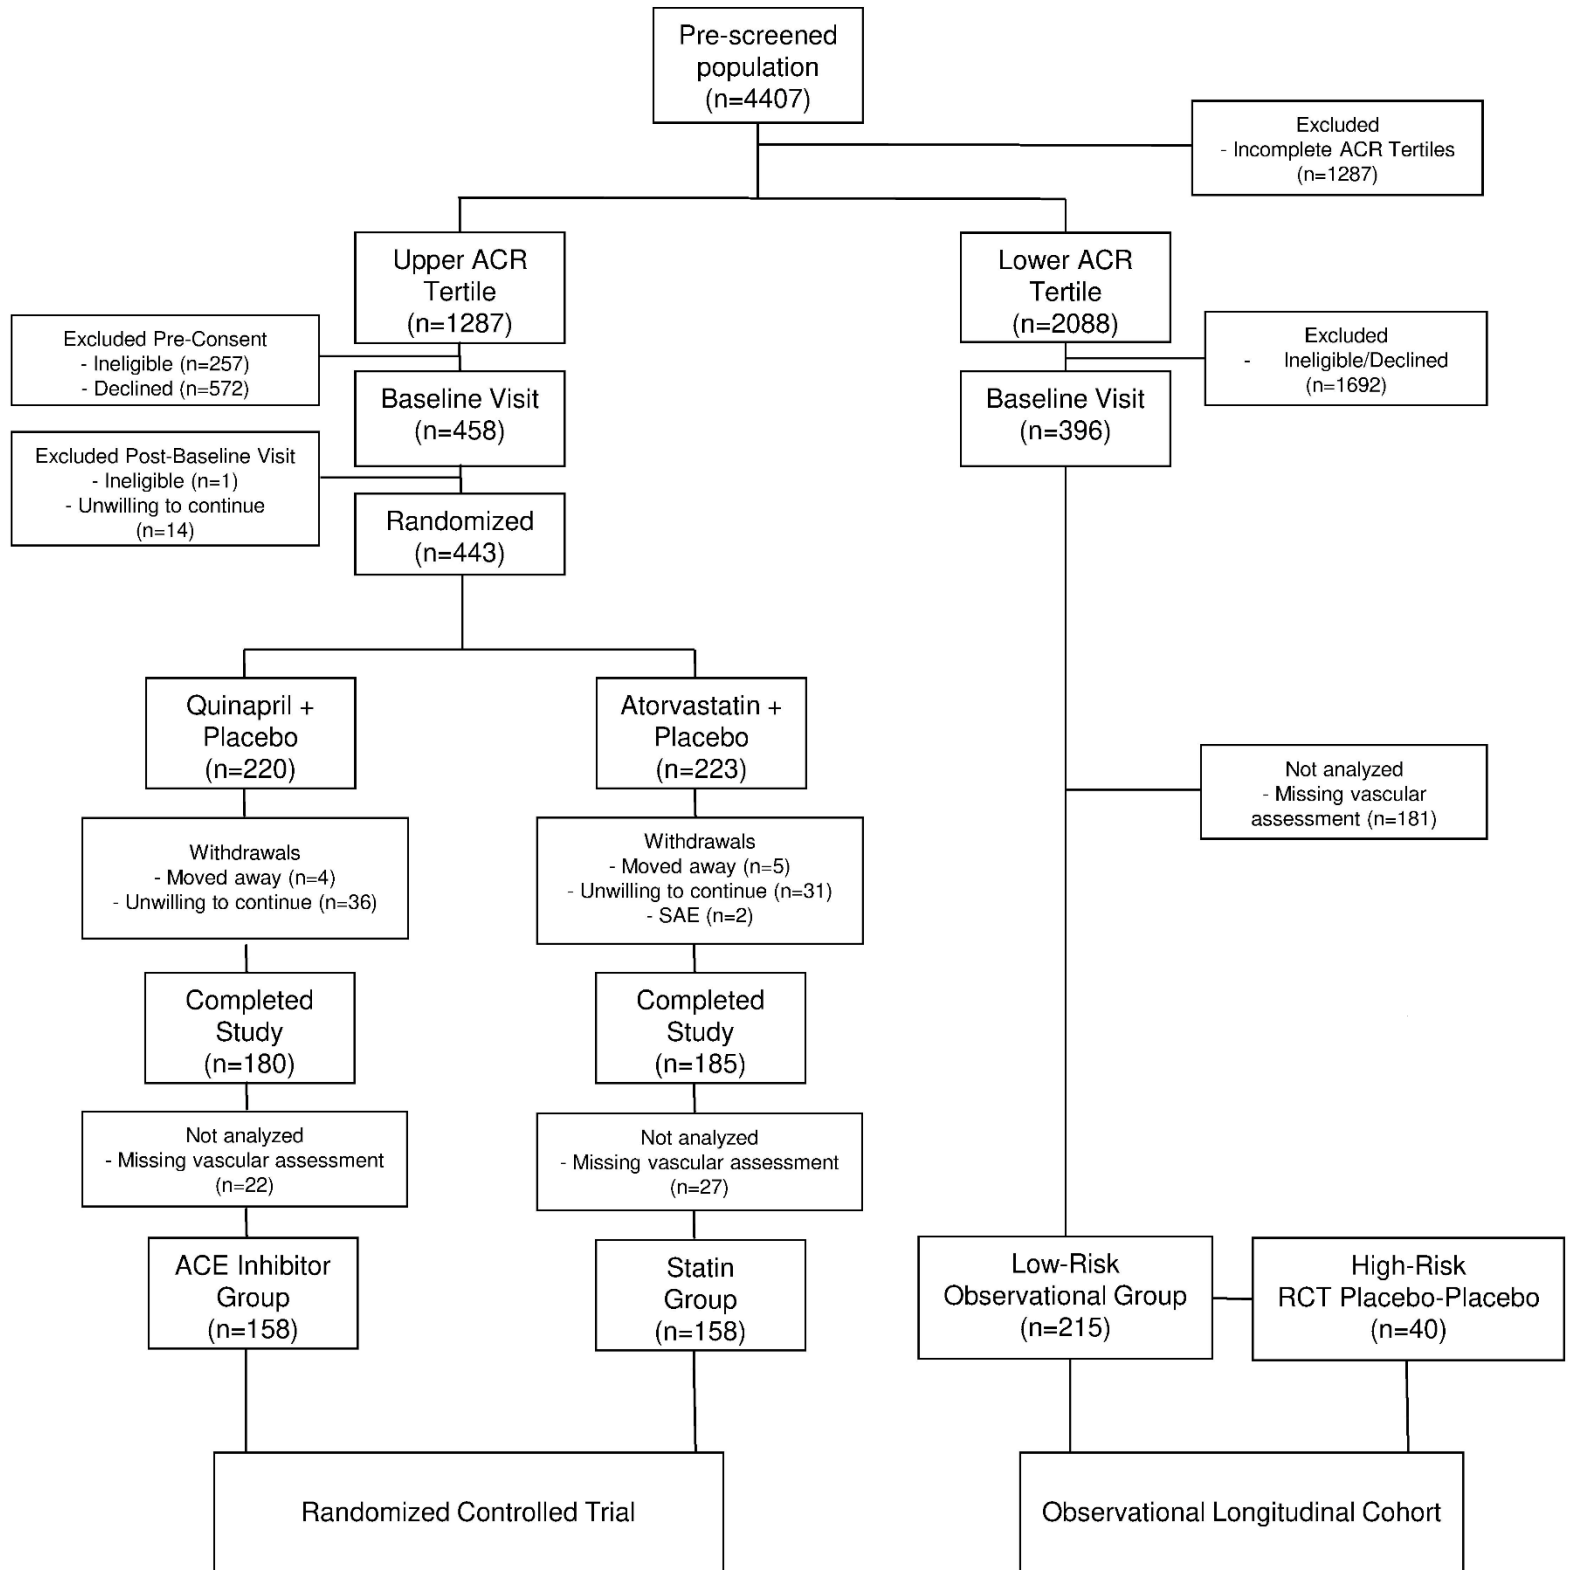 Pre-screened
population
(n=4407)
Excluded
- Incomplete ACR Tertiles
(n=1287)
Upper ACR
Tertile
(n=1287)
Lower ACR
Tertile
(n=2088)
Excluded Pre-Consent
- Ineligible (n=257)
- Declined (n=572)
Excluded
- Ineligible/Declined
(n=1692)
Baseline Visit
(n=458)
Baseline Visit
(n=396)
Excluded Post-Baseline Visit
- Ineligible (n=1)
- Unwilling to continue
(n=14)
Randomized
(n=443)
Quinapril +
Placebo
(n=220)
Atorvastatin +
Placebo
(n=223)
Not analyzed
- Missing vascular
assessment (n=181)
Withdrawals
- Moved away (n=4)
- Unwilling to continue (n=36)
Withdrawals
- Moved away (n=5)
- Unwilling to continue (n=31)
- SAE (n=2)
Completed
Study
(n=180)
Completed
Study
(n=185)
Not analyzed
- Missing vascular assessment
(n=22)
Not analyzed
- Missing vascular assessment
(n=27)
ACE Inhibitor
Group
(n=158)
Statin
Group
(n=158)
Low-Risk
Observational Group
(n=215)
High-Risk
RCT Placebo-Placebo
(n=40)
Randomized Controlled Trial
Observational Longitudinal Cohort